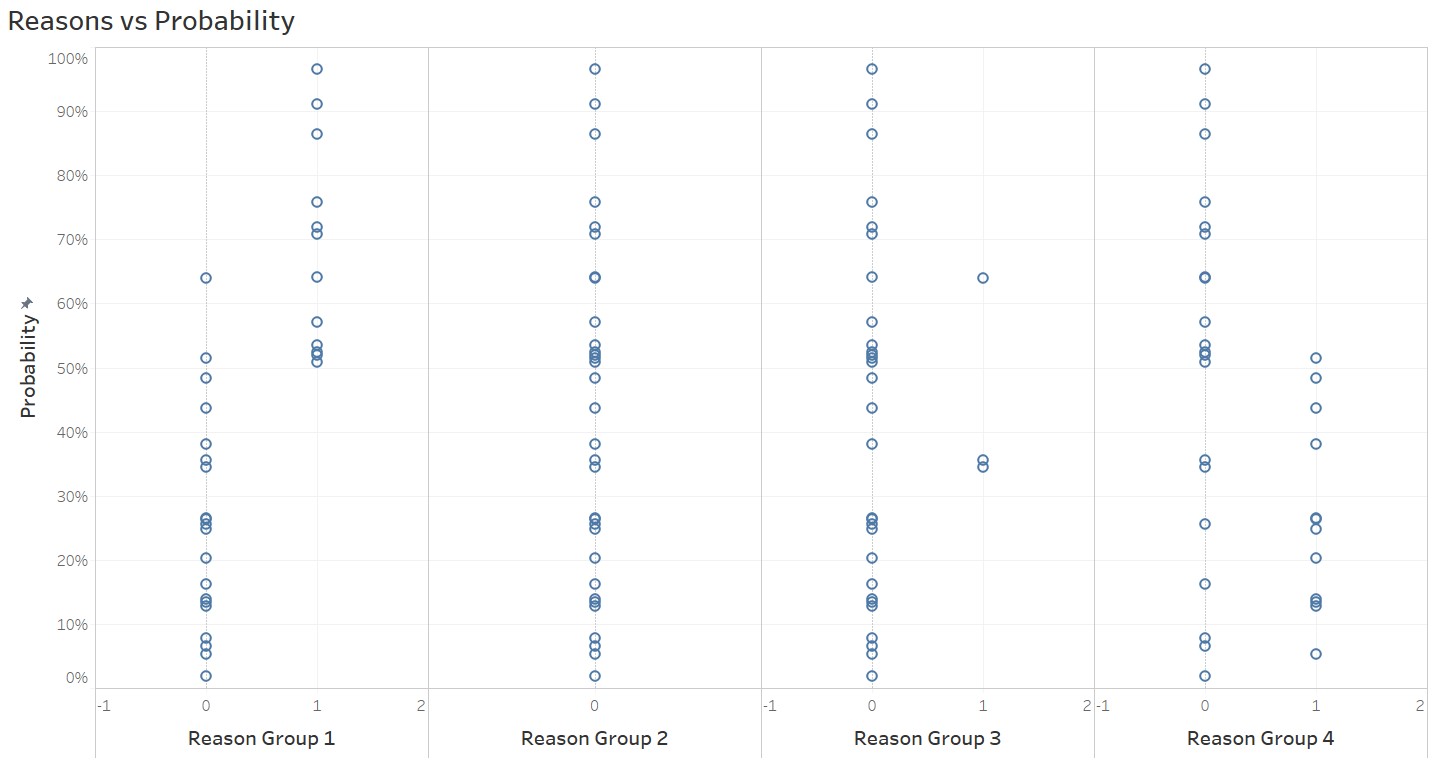 Reasons vs Probability
100%
90%
80%
70%
60%
50%
40%
30%
20%
10%
0%
Probability
-1 0 1 2 0 -1 0 1 2 -1 0 1 2
Reason Group 1 Reason Group 2 Reason Group 3 Reason Group 4